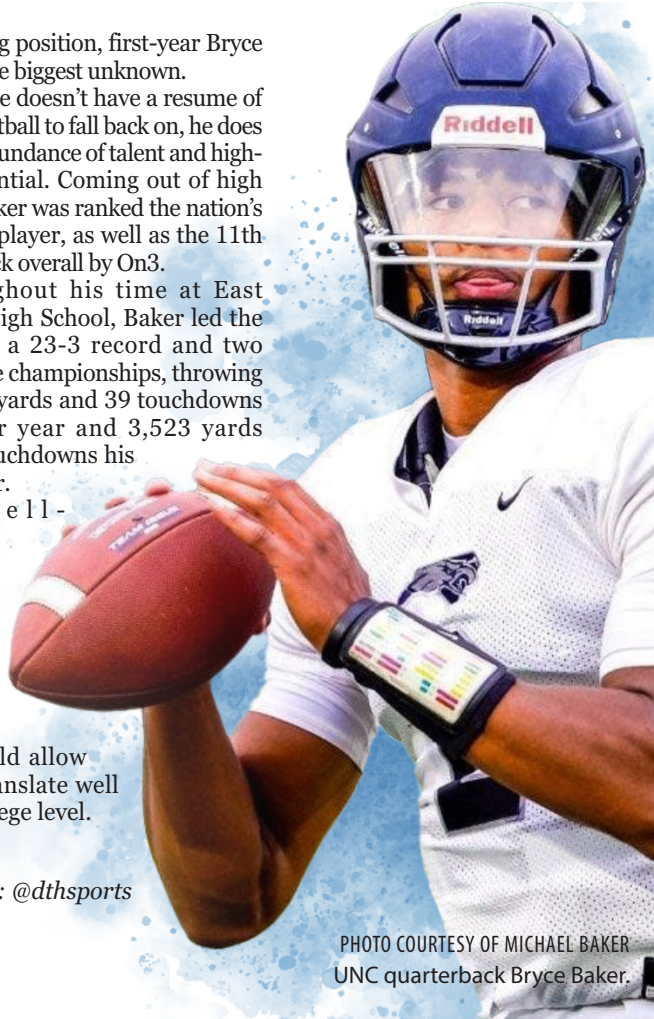 g position, first-year Bryce
e biggest unknown.
e doesn't have a resume of
tball to fall back on, he does
undance of talent and high-
ntial. Coming out of high
ker was ranked the nation's
player, as well as the 11th
k overall by On3.
ghout his time at East
igh School, Baker led the
a 23-3 record and two
e championships, throwing
yards and 39 touchdowns
r year and 3,523 yards
uchdowns his
r.
e l l -
ld allow
anslate well
ege level.
: @dthsports
Riddell
Riddell
PHOTO COURTESY OF MICHAEL BAKER
UNC quarterback Bryce Baker.